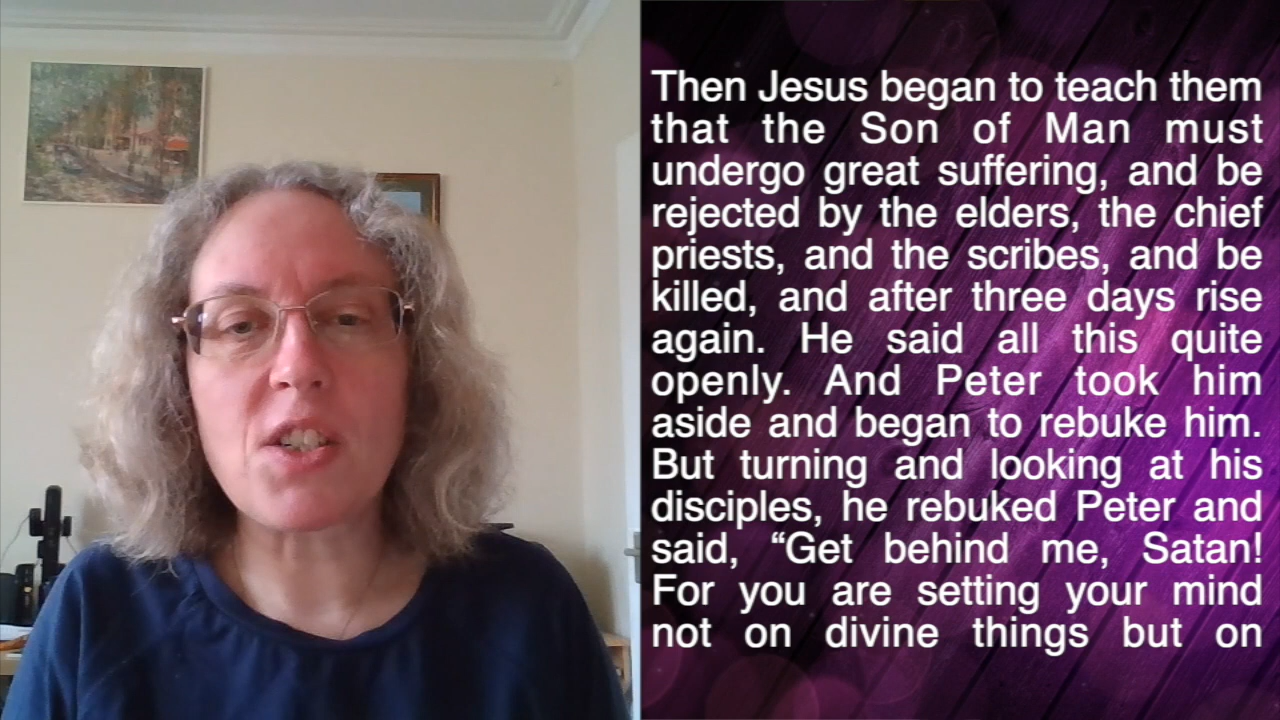 Then Jesus began to teach them
that the Son of Man must
undergo great suffering, and be
rejected by the elders, the chief
priests, and the scribes, and be
killed, and after three days rise
again. He said all this quite
openly. And Peter took him
aside and began to rebuke him.
But turning and looking at his
disciples, he rebuked Peter and
said, “Get behind me, Satan!
For you are setting your mind
not on divine things but on